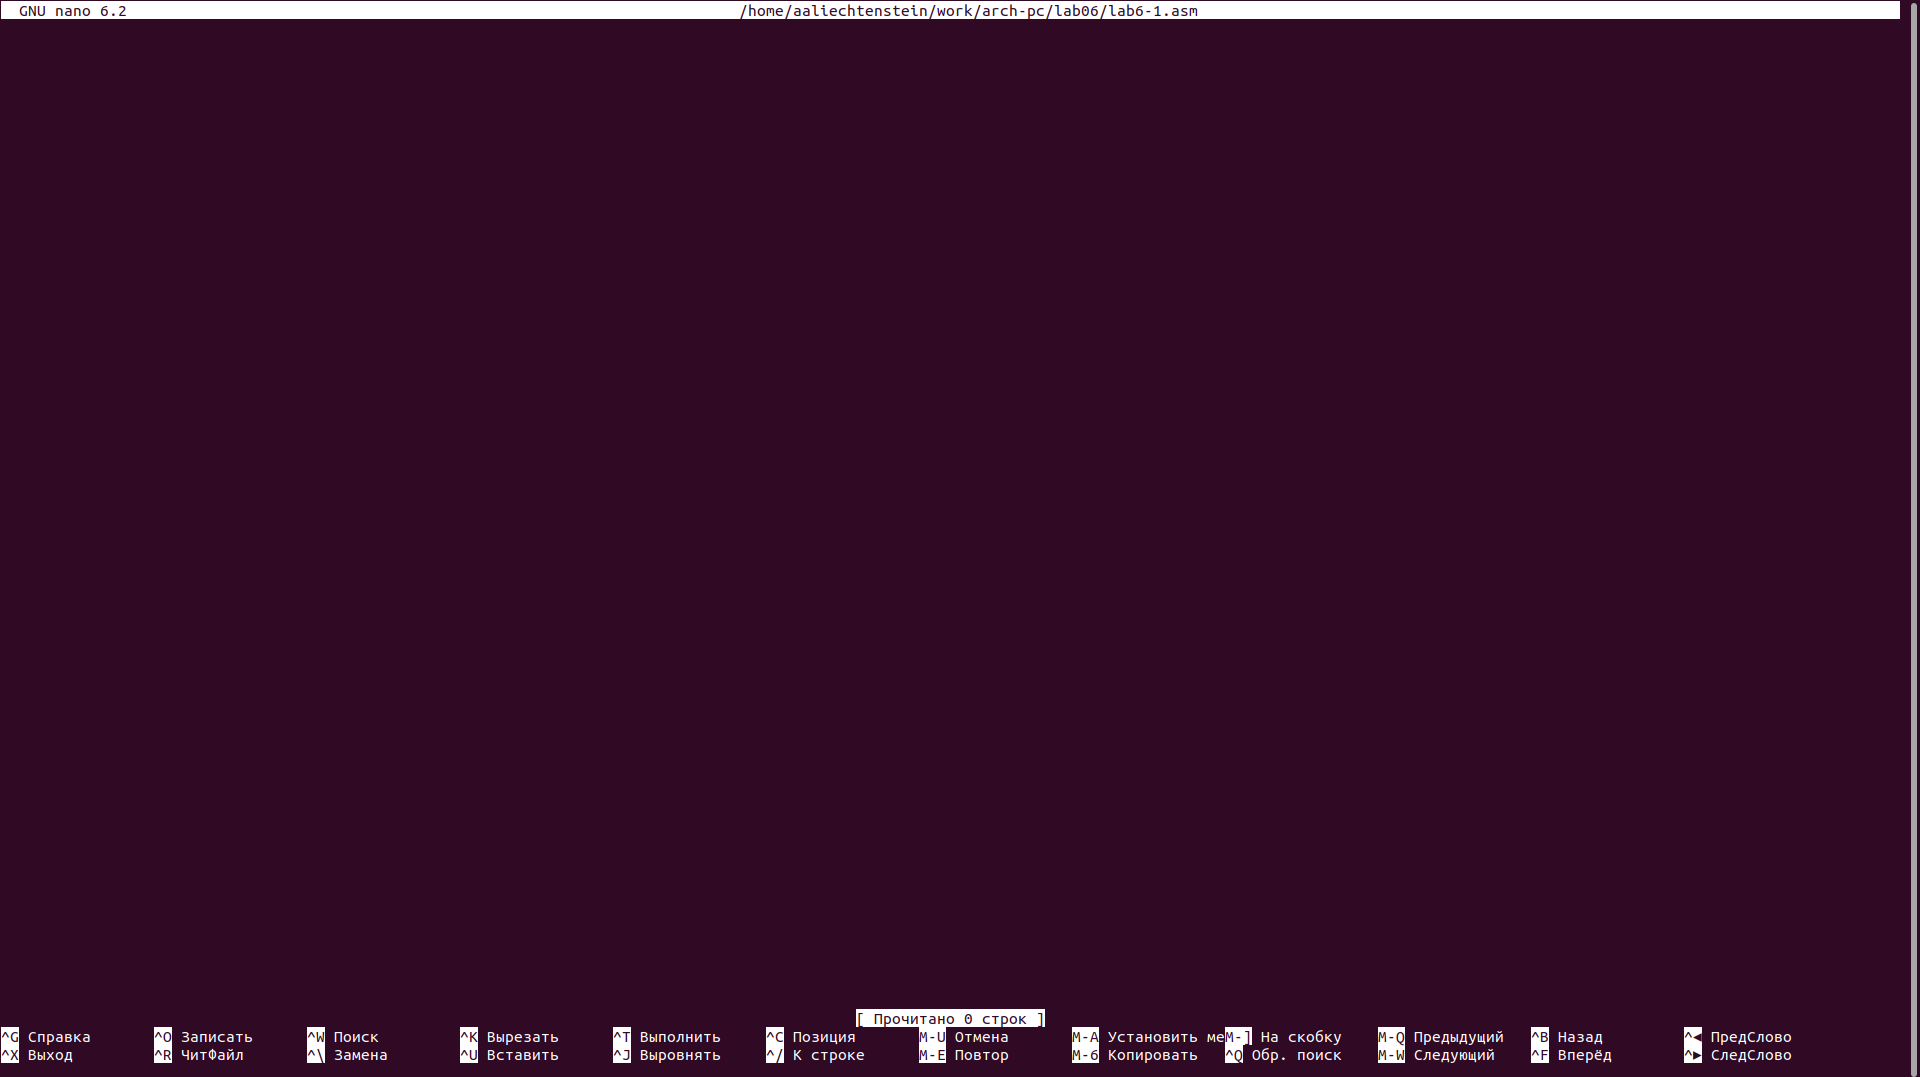 GNU nano 6.2 /home/aaliechtenstein/work/arch-pc/lab06/lab6-1.asm
[ Прочитано 0 строк ]
^G Справка ^O Записать ^W Поиск ^K Вырезать ^T Выполнить ^C Позиция M-U Отмена M-A Установить меM-] На скобку M-Q Предыдущий ^B Назад ^◄ ПредСлово
^X Выход ^R ЧитФайл ^\ Замена ^U Вставить ^J Выровнять ^/ К строке M-E Повтор M-6 Копировать ^Q Обр. поиск M-W Следующий ^F Вперёд ^► СледСлово